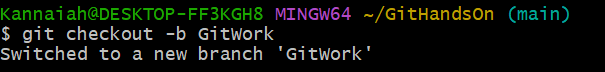 Kannaiah@DESKTOP-FF3KGH8 MINGW64 ~/GitHandsOn (main)
$ git checkout -b GitWork
Switched to a new branch 'GitWork'